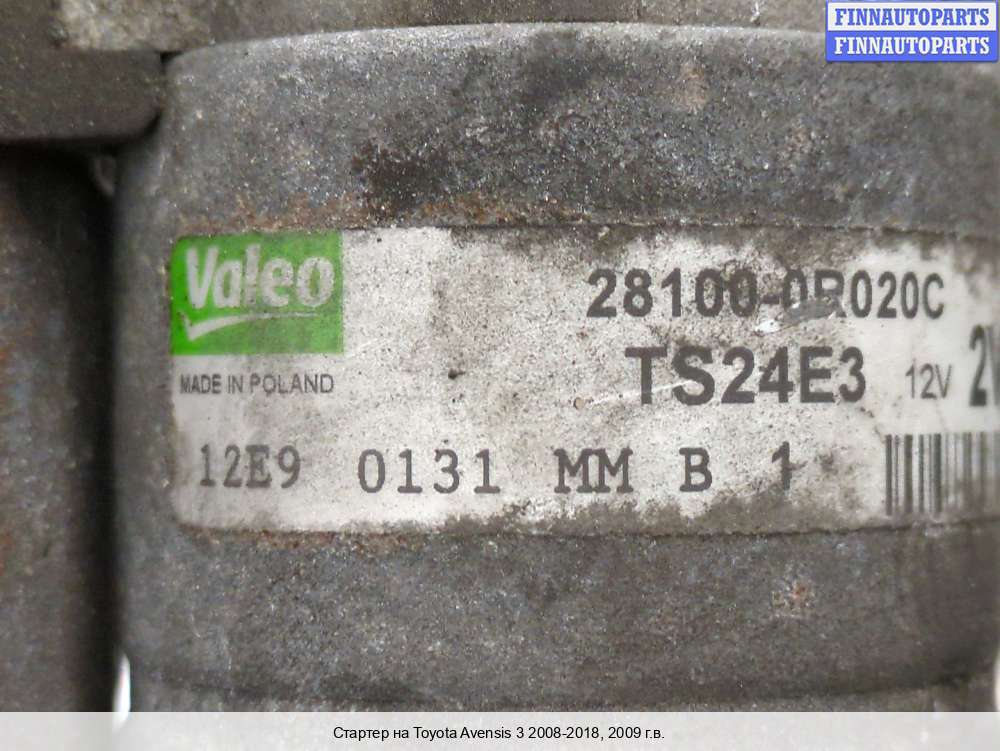 FINNAUTOPARTS
FINNAUTOPARTS
Valeo
28100-0R020C
TS24E3 12V
MADE IN POLAND
12E9 0131 MM B 1
Стартер на Toyota Avensis 3 2008-2018, 2009 г.в.